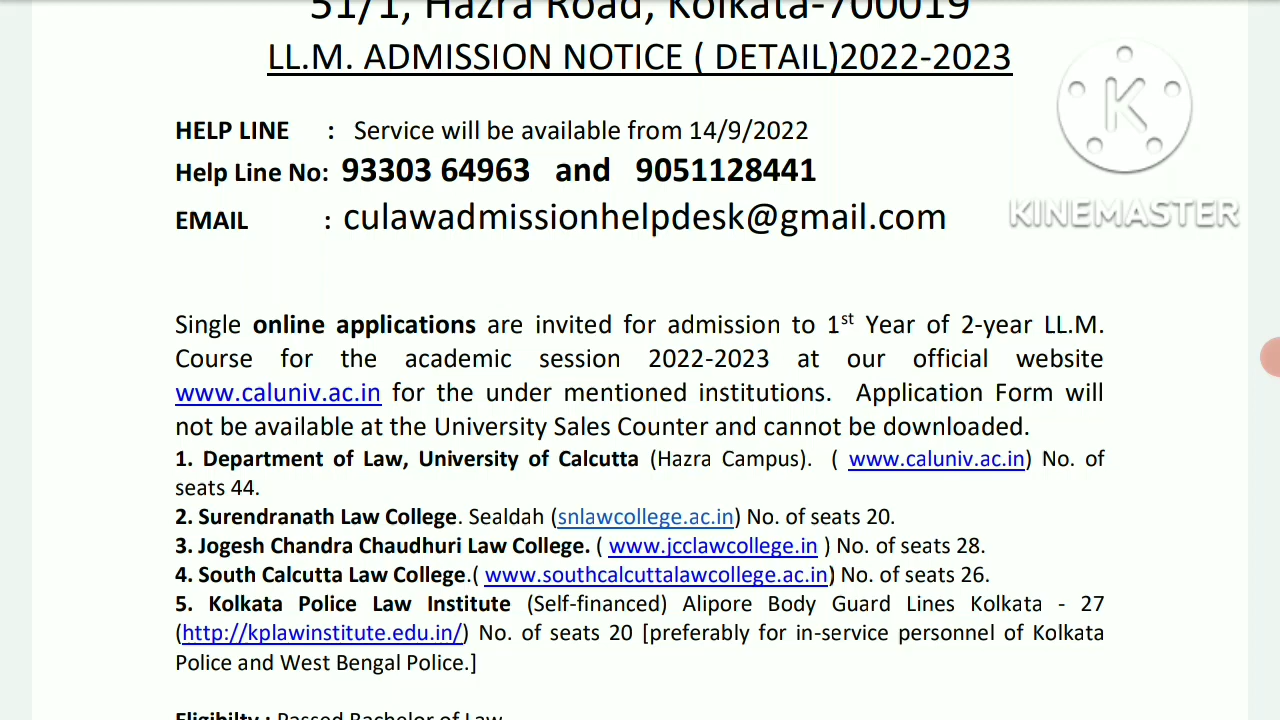 51/1, Hazra Road, Kolkata-700019
LL.M. ADMISSION NOTICE ( DETAIL)2022-2023
HELP LINE : Service will be available from 14/9/2022
Help Line No: 93303 64963 and 9051128441
EMAIL : culawadmissionhelpdesk@gmail.com
K
KINEMASTER
Single online applications are invited for admission to 1st Year of 2-year LL.M.
Course for the academic session 2022-2023 at our official website
www.caluniv.ac.in for the under mentioned institutions. Application Form will
not be available at the University Sales Counter and cannot be downloaded.
1. Department of Law, University of Calcutta (Hazra Campus). ( www.caluniv.ac.in) No. of
seats 44.
2. Surendranath Law College. Sealdah (snlawcollege.ac.in) No. of seats 20.
3. Jogesh Chandra Chaudhuri Law College. ( www.jcclawcollege.in ) No. of seats 28.
4. South Calcutta Law College.( www.southcalcuttalawcollege.ac.in) No. of seats 26.
5. Kolkata Police Law Institute (Self-financed) Alipore Body Guard Lines Kolkata - 27
(http://kplawinstitute.edu.in/) No. of seats 20 [preferably for in-service personnel of Kolkata
Police and West Bengal Police.]
Eligibilty : Passed Bachelor of Law